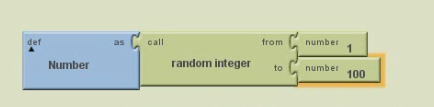 def as call from number 1
Number random integer
to number 100